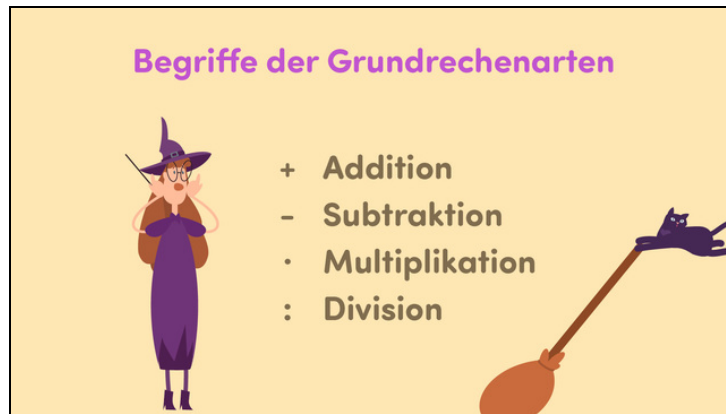 Begriffe der Grundrechenarten
+ Addition
- Subtraktion
· Multiplikation
: Division